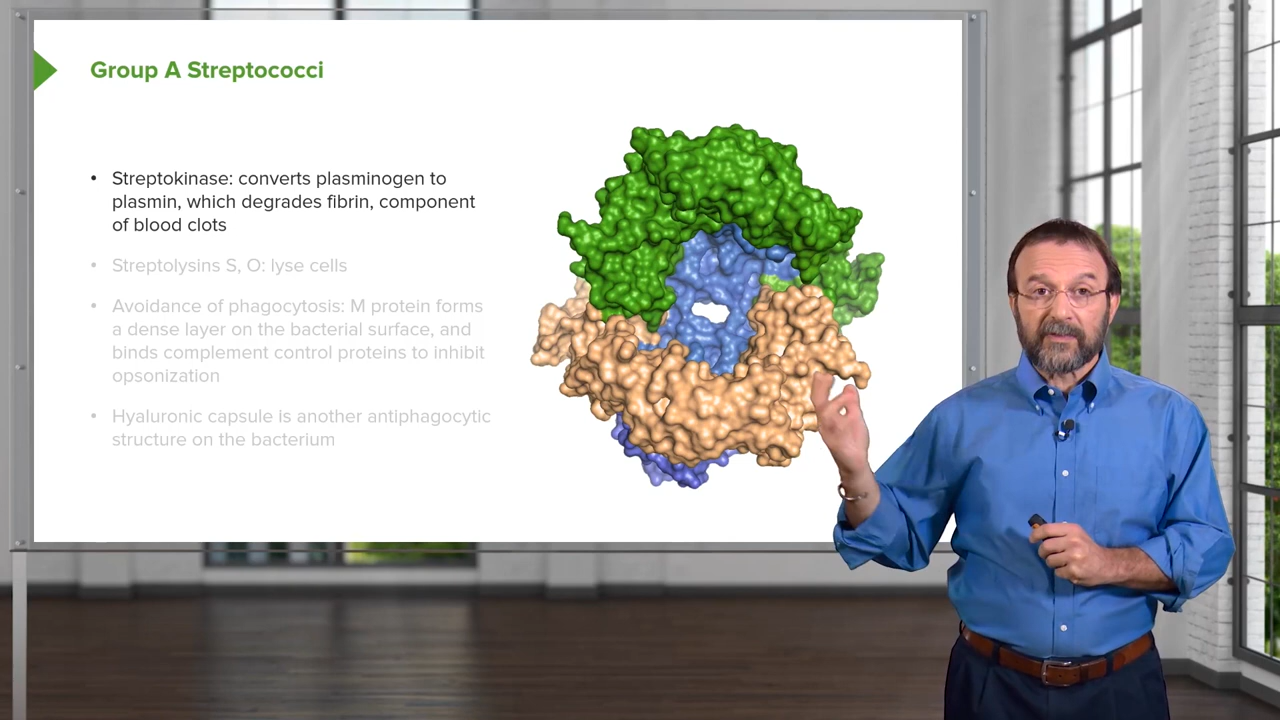 Group A Streptococci
• Streptokinase: converts plasminogen to
plasmin, which degrades fibrin, component
of blood clots
• Streptolysins S, O: lyse cells
• Avoidance of phagocytosis: M protein forms
a dense layer on the bacterial surface, and
binds complement control proteins to inhibit
opsonization
• Hyaluronic capsule is another antiphagocytic
structure on the bacterium